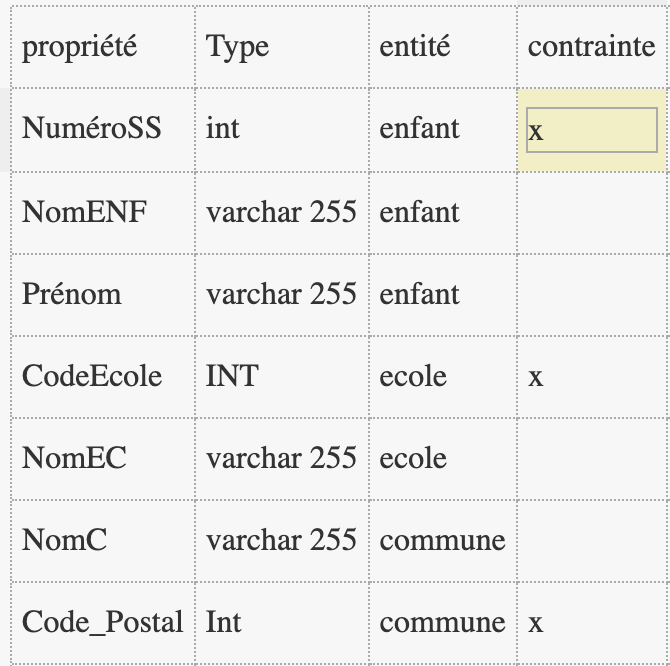 propriété Type entité contrainte
NuméroSS int enfant x
NomENF varchar 255 enfant
Prénom varchar 255 enfant
CodeEcole INT ecole x
NomEC varchar 255 ecole
NomC varchar 255 commune
Code_Postal Int commune x